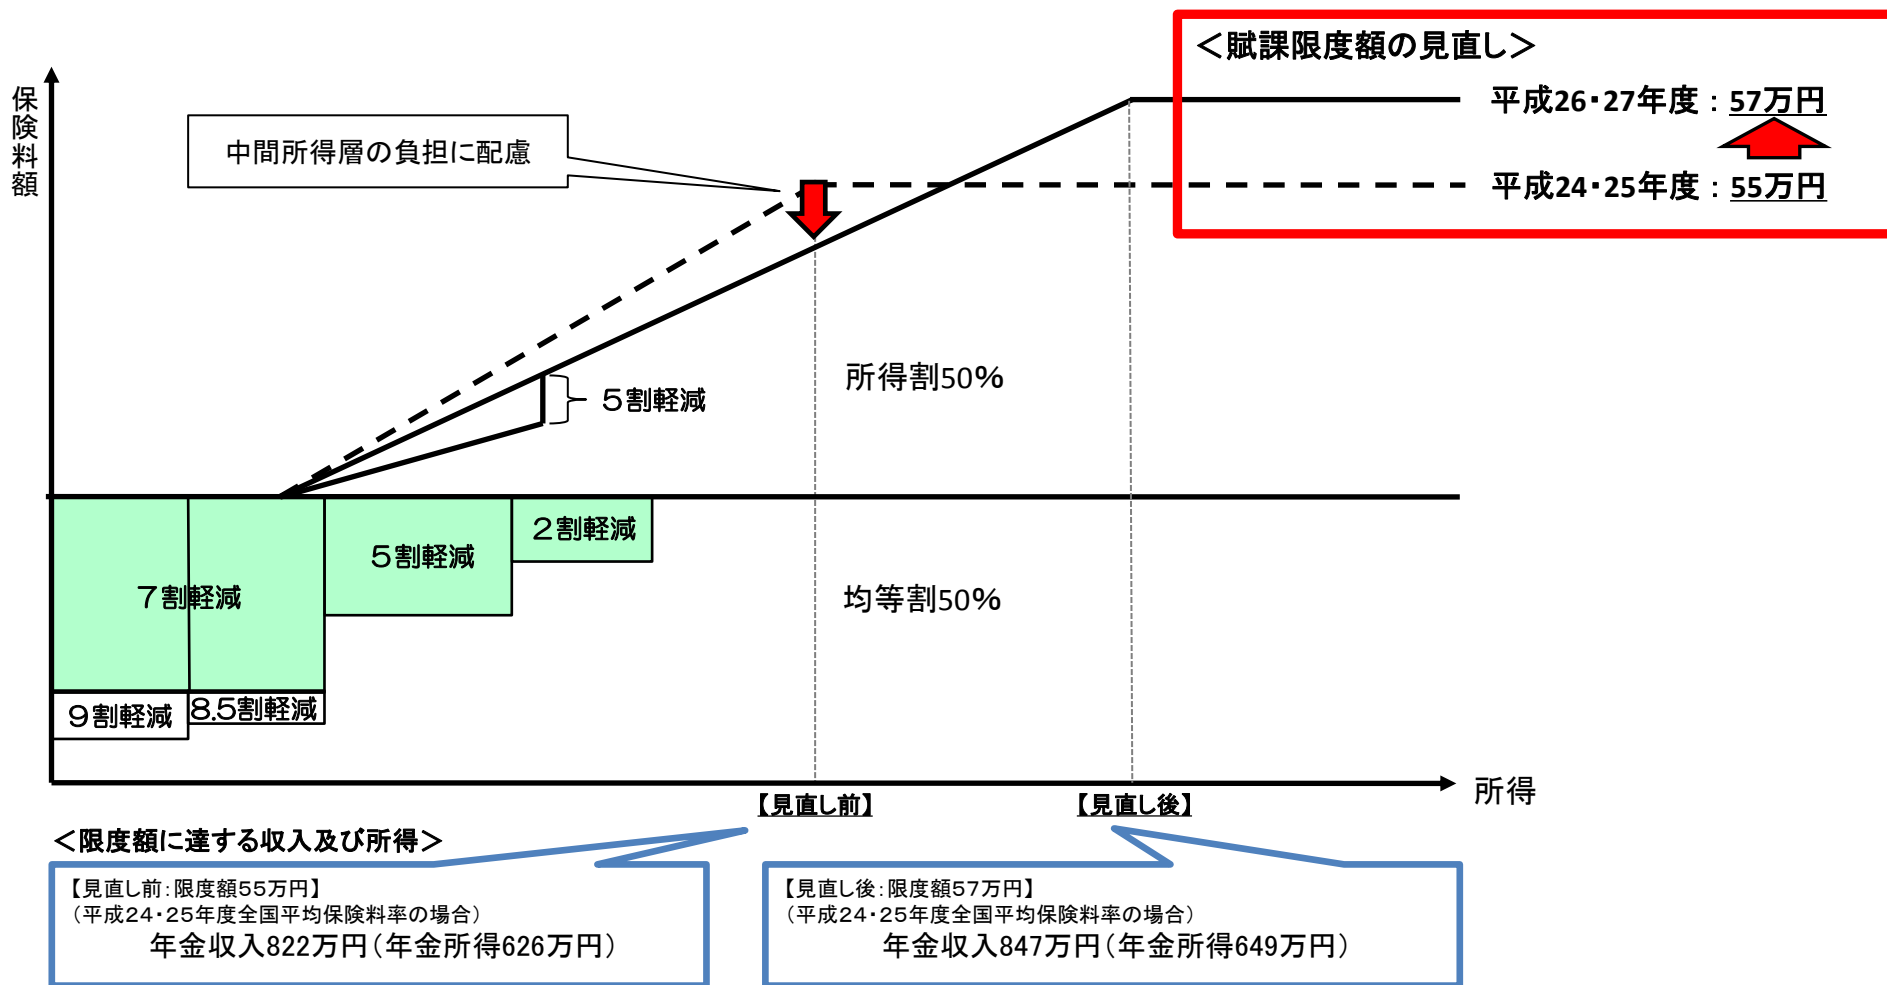 ＜賦課限度額の見直し＞
保険料額
平成26・27年度：57万円
中間所得層の負担に配慮
平成24・25年度：55万円
所得割50％
５割軽減
２割軽減
５割軽減
７割軽減
均等割50％
９割軽減
８.５割軽減
所得
【見直し前】
【見直し後】
＜限度額に達する収入及び所得＞
【見直し前：限度額５５万円】
（平成２４・２５年度全国平均保険料率の場合）
年金収入822万円（年金所得626万円）
【見直し後：限度額５７万円】
（平成２４・２５年度全国平均保険料率の場合）
年金収入847万円（年金所得649万円）